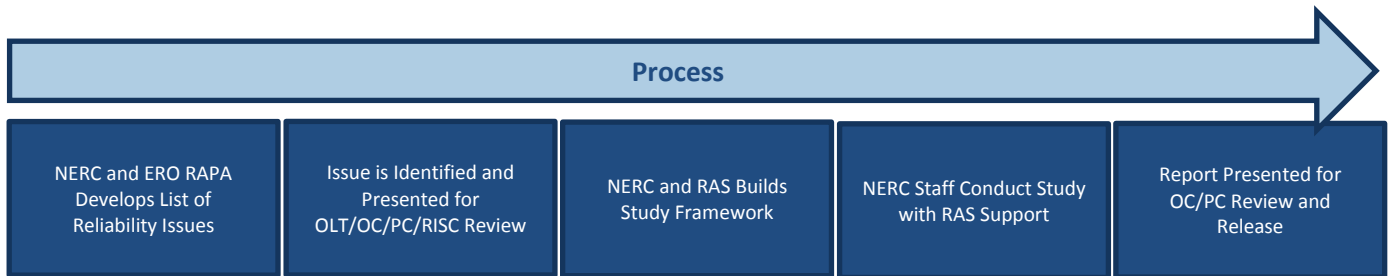 Process
NERC and ERO RAPA
Develops List of
Reliability Issues
Issue is Identified and
Presented for
OLT/OC/PC/RISC Review
NERC and RAS Builds
Study Framework
NERC Staff Conduct Study
with RAS Support
Report Presented for
OC/PC Review and
Release